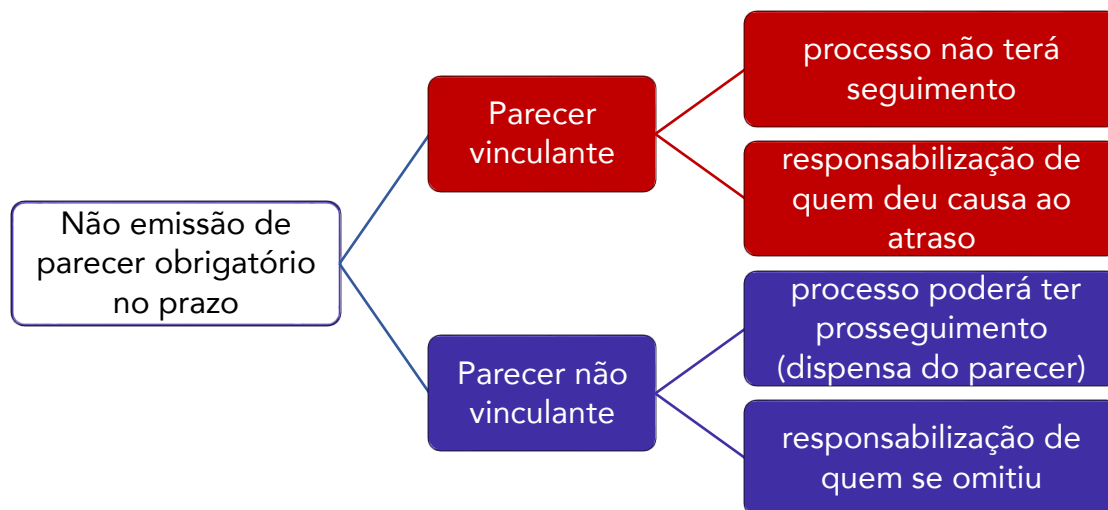 Não emissão de
parecer obrigatório
no prazo
Parecer
vinculante
processo não terá
seguimento
responsabilização de
quem deu causa ao
atraso
Parecer não
vinculante
processo poderá ter
prosseguimento
(dispensa do parecer)
responsabilização de
quem se omitiu